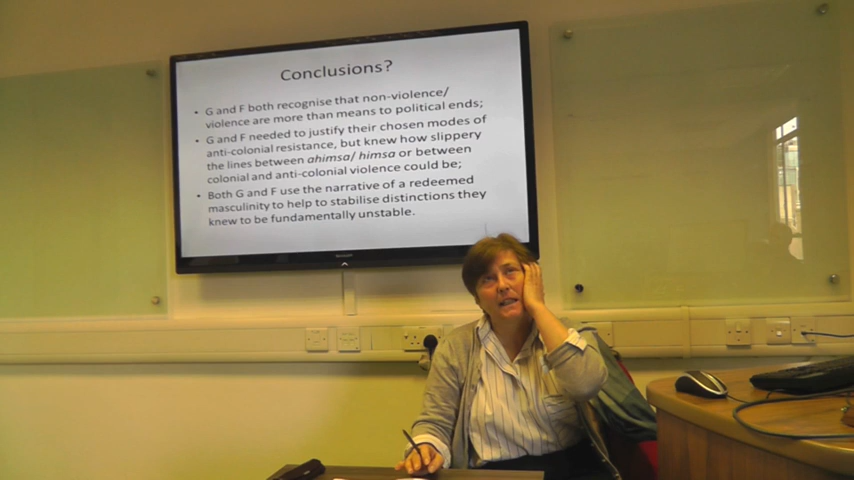 Conclusions?
• G and F both recognise that non-violence/
violence are more than means to political ends;
• G and F needed to justify their chosen modes of
anti-colonial resistance, but knew how slippery
the lines between ahimsa/ himsa or between
colonial and anti-colonial violence could be;
• Both G and F use the narrative of a redeemed
masculinity to help to stabilise distinctions they
knew to be fundamentally unstable.